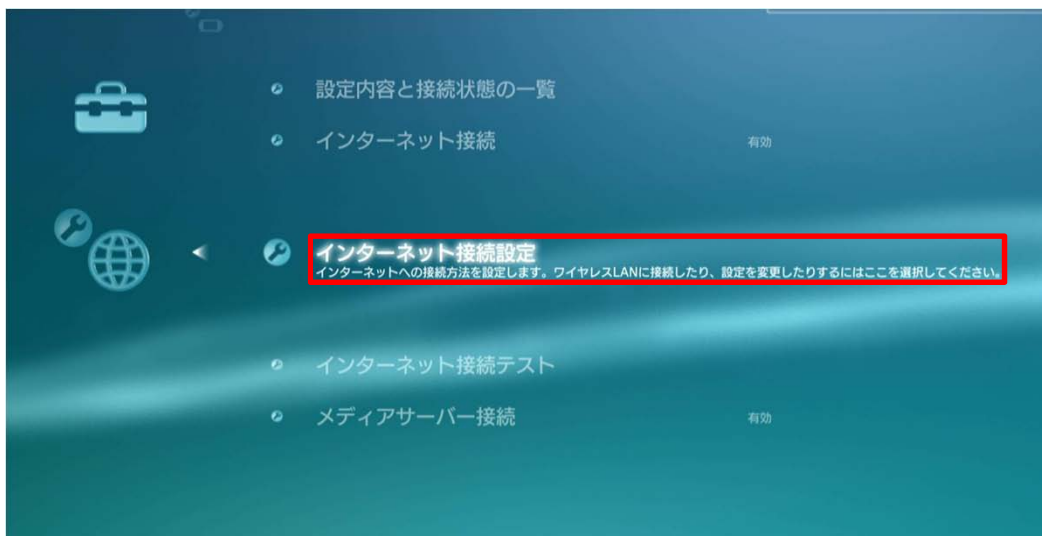 設定内容と接続状態の一覧
インターネット接続 有効
インターネット接続設定
インターネットへの接続方法を設定します。ワイヤレスLANに接続したり、設定を変更したりするにはここを選択してください。
インターネット接続テスト
メディアサーバー接続 有効